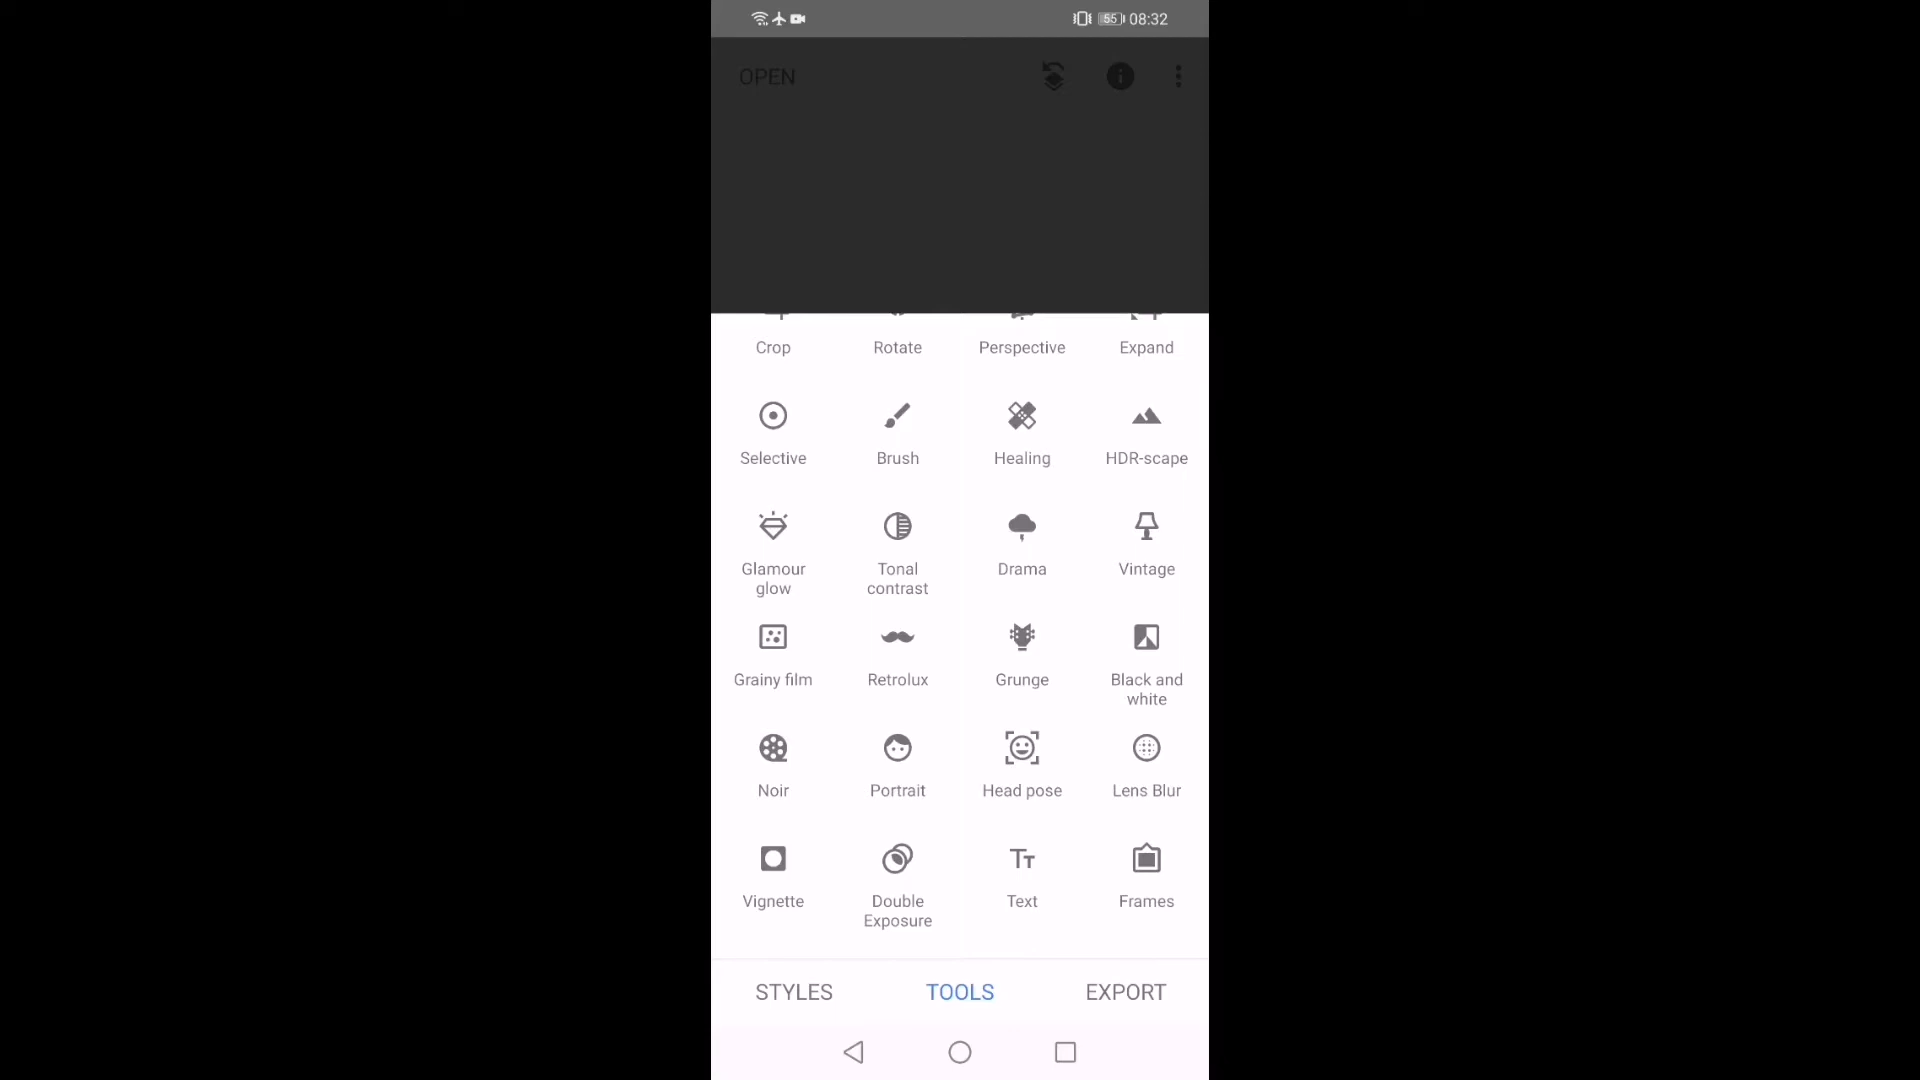 55 08:32
OPEN
Crop Rotate Perspective Expand
Selective Brush Healing HDR-scape
Glamour glow Tonal contrast Drama Vintage
Grainy film Retrolux Grunge Black and white
Noir Portrait Head pose Lens Blur
Vignette Double Exposure Text Frames
STYLES TOOLS EXPORT